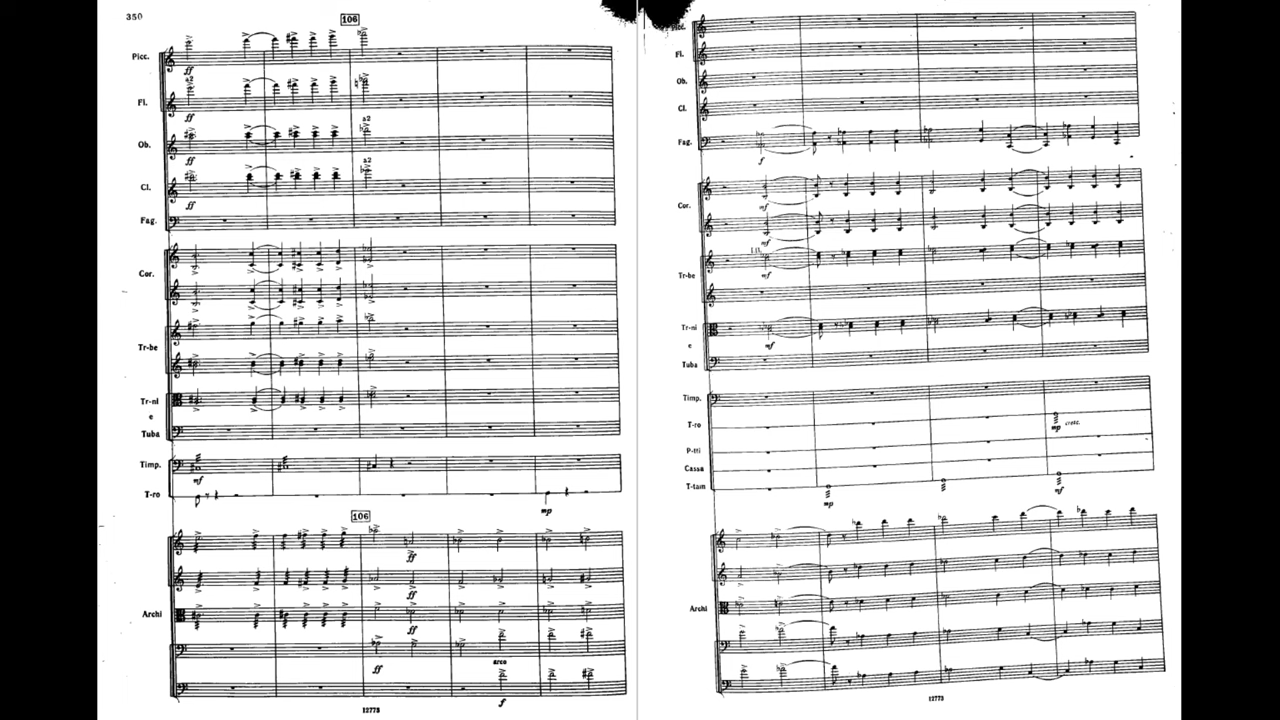 350
106
Picc.
ff
a2
Fl.
ff
a2
Ob.
ff
a2
Cl.
ff
Fag.
Cor.
Tr-be
Tr-ni
e
Tuba
Timp.
mf
T-ro
mp
106
ff
ff
Archi
ff
ff
arco
f
12773
Picc.
Fl.
Ob.
Cl.
Fag.
f
Cor.
mf
mf
Tr-be
mf
Tr-ni
e
mf
Tuba
Timp.
T-ro
mp cresc.
P-tti
Cassa
T-tam
mp
mf
Archi
12773